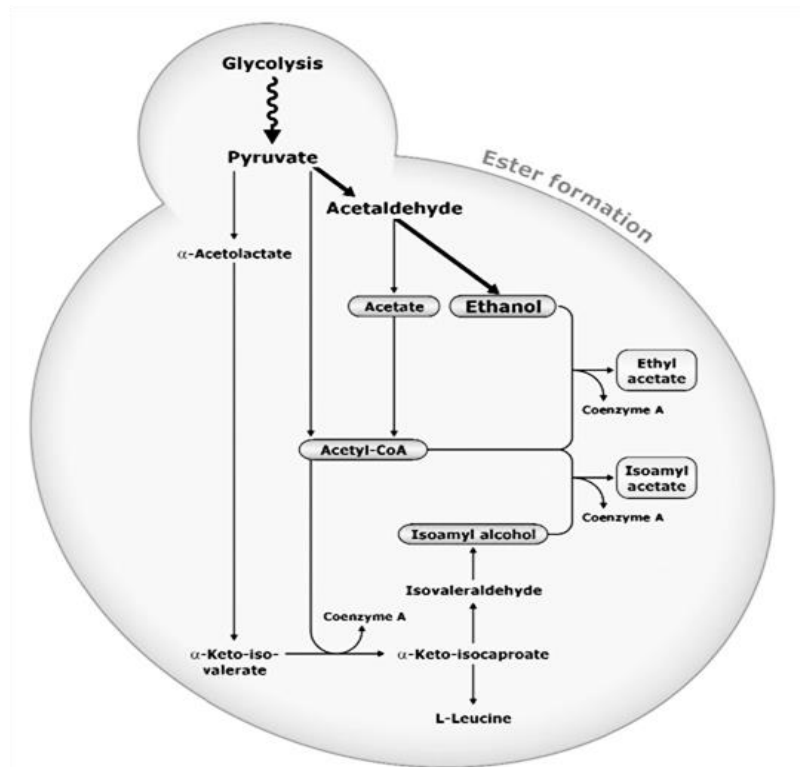 Glycolysis
Pyruvate
Ester formation
Acetaldehyde
α-Acetolactate
Acetate
Ethanol
Ethyl
acetate
Coenzyme A
Acetyl-CoA
Isoamyl
acetate
Coenzyme A
Isoamyl alcohol
Isovaleraldehyde
Coenzyme A
α-Keto-iso-
valerate
α-Keto-isocaproate
L-Leucine